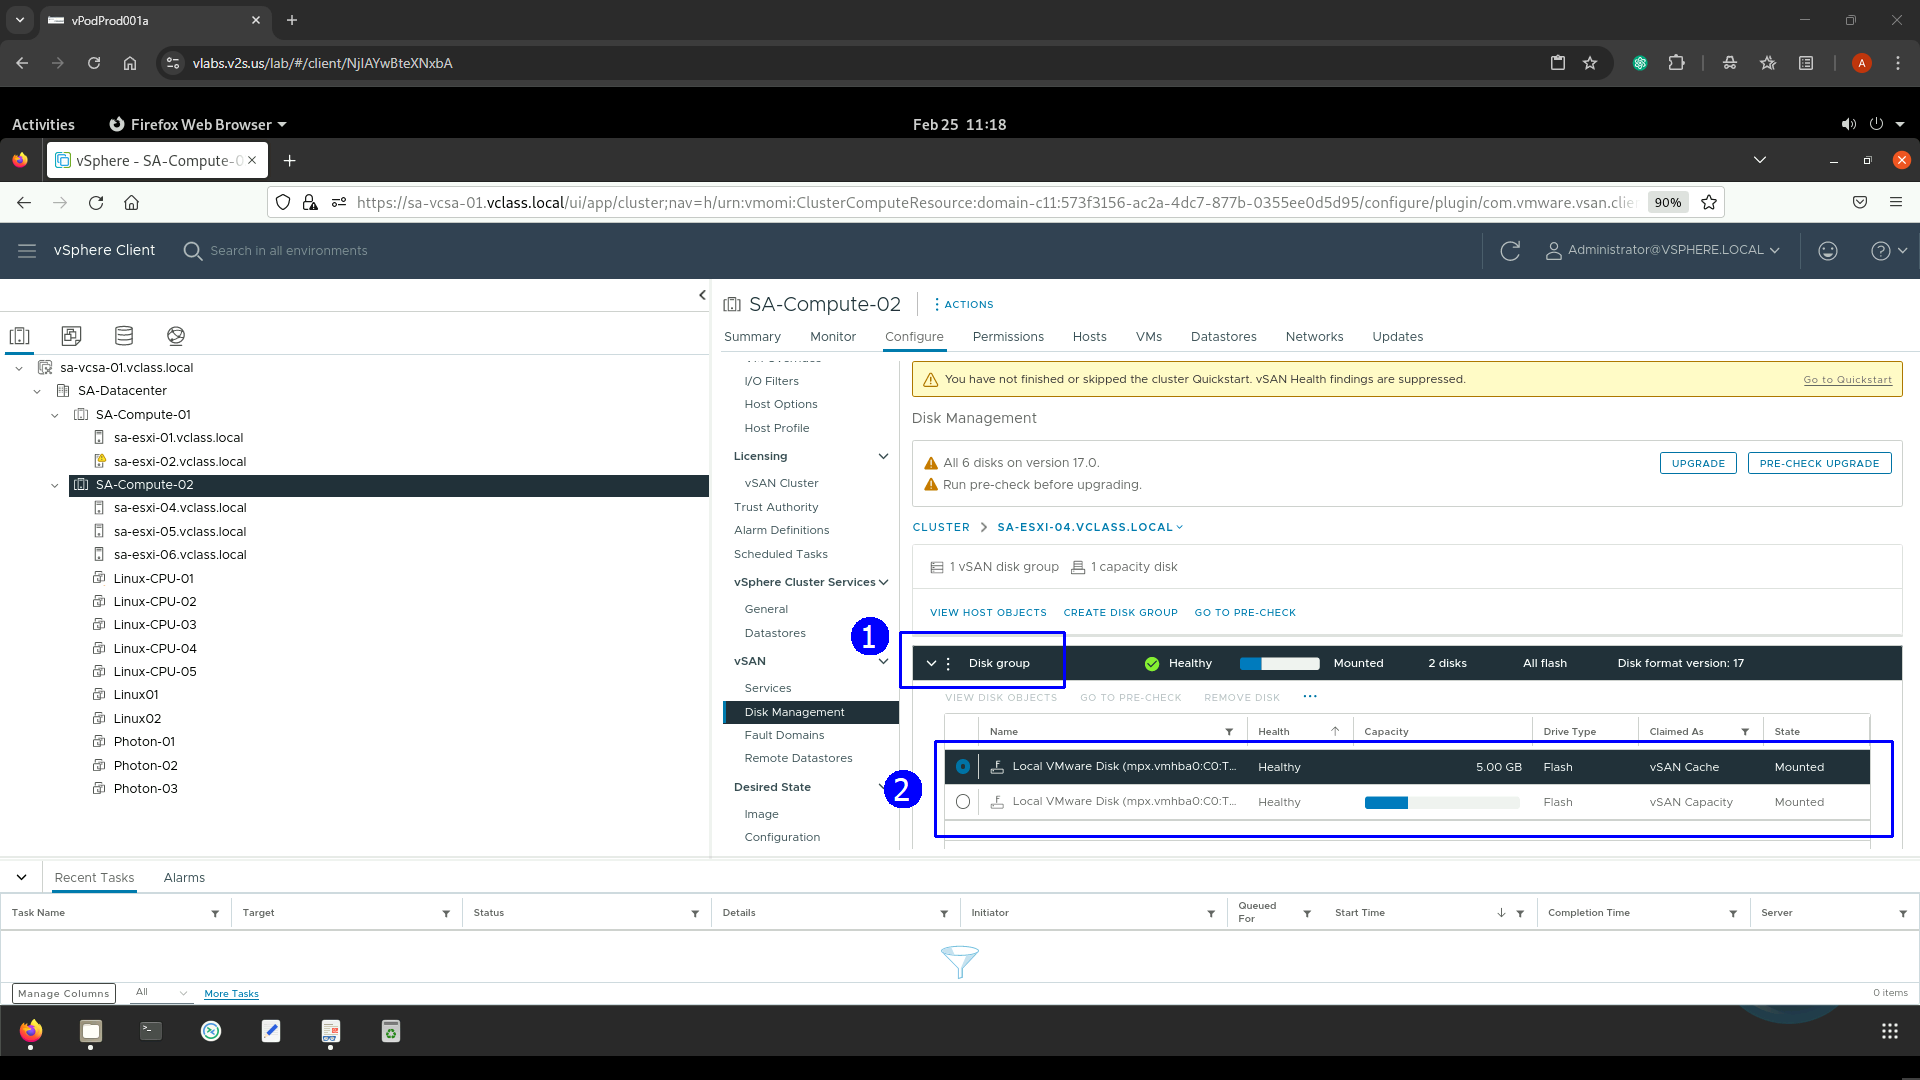 vPodProd001a
vlabs.v2s.us/lab/#/client/NjIAYwBteXNxbA
A
Activities
Firefox Web Browser
Feb 25 11:18
vSphere - SA-Compute-0
https://sa-vcsa-01.vclass.local/ui/app/cluster;nav=h/urn:vmomi:ClusterComputeResource:domain-c11:573f3156-ac2a-4dc7-877b-0355ee0d5d95/configure/plugin/com.vmware.vsan.clie
90%
vSphere Client
Search in all environments
Administrator@VSPHERE.LOCAL
sa-vcsa-01.vclass.local
SA-Datacenter
SA-Compute-01
sa-esxi-01.vclass.local
sa-esxi-02.vclass.local
SA-Compute-02
sa-esxi-04.vclass.local
sa-esxi-05.vclass.local
sa-esxi-06.vclass.local
Linux-CPU-01
Linux-CPU-02
Linux-CPU-03
Linux-CPU-04
Linux-CPU-05
Linux01
Linux02
Photon-01
Photon-02
Photon-03
SA-Compute-02
ACTIONS
Summary Monitor Configure Permissions Hosts VMs Datastores Networks Updates
I/O Filters
Host Options
Host Profile
Licensing
vSAN Cluster
Trust Authority
Alarm Definitions
Scheduled Tasks
vSphere Cluster Services
General
Datastores
vSAN
Services
Disk Management
Fault Domains
Remote Datastores
Desired State
Image
Configuration
You have not finished or skipped the cluster Quickstart. vSAN Health findings are suppressed. Go to Quickstart
Disk Management
All 6 disks on version 17.0.
Run pre-check before upgrading.
UPGRADE PRE-CHECK UPGRADE
CLUSTER > SA-ESXI-04.VCLASS.LOCAL
1 vSAN disk group 1 capacity disk
VIEW HOST OBJECTS CREATE DISK GROUP GO TO PRE-CHECK
1
Disk group Healthy Mounted 2 disks All flash Disk format version: 17
VIEW DISK OBJECTS GO TO PRE-CHECK REMOVE DISK ...
Name Health Capacity Drive Type Claimed As State
2
Local VMware Disk (mpx.vmhba0:C0:T... Healthy 5.00 GB Flash vSAN Cache Mounted
Local VMware Disk (mpx.vmhba0:C0:T... Healthy Flash vSAN Capacity Mounted
Recent Tasks Alarms
Task Name Target Status Details Initiator Queued For Start Time Completion Time Server
Manage Columns All More Tasks
0 items